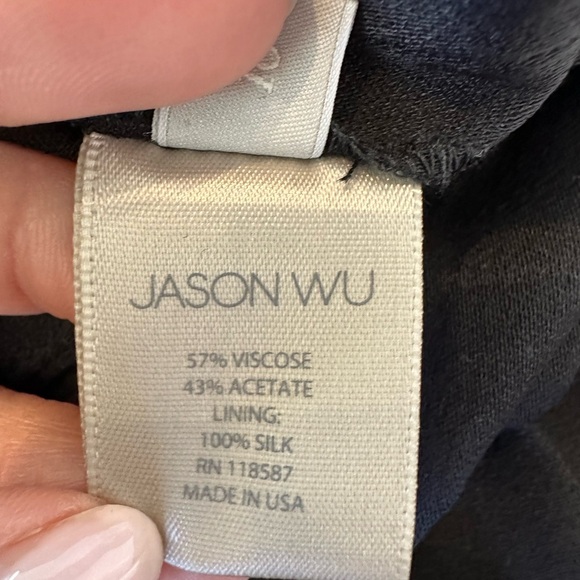 JASON WU
57% VISCOSE
43% ACETATE
LINING:
100% SILK
RN 118587
MADE IN USA